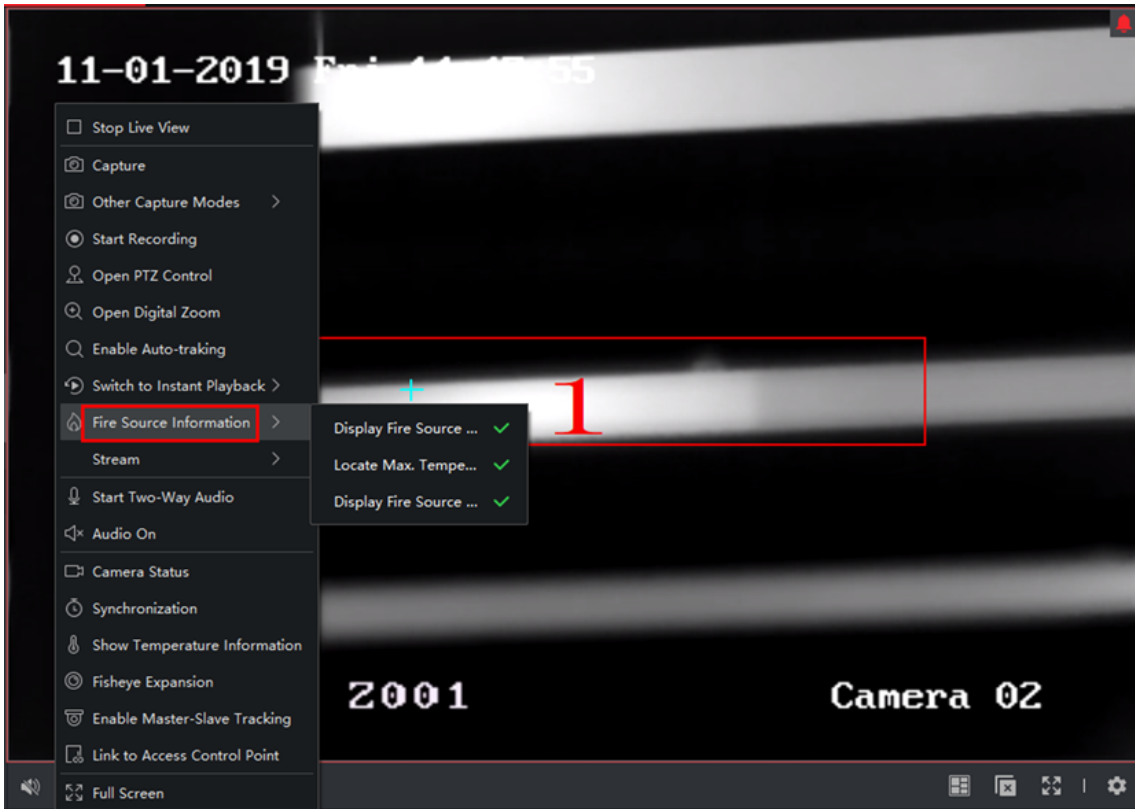 11-01-2019 Fri
Stop Live View
Capture
Other Capture Modes
Start Recording
Open PTZ Control
Open Digital Zoom
Enable Auto-traking
Switch to Instant Playback
1
Fire Source Information
Display Fire Source ...
Stream
Locate Max. Tempe...
Start Two-Way Audio
Display Fire Source ...
Audio On
Camera Status
Synchronization
Show Temperature Information
Fisheye Expansion
2001
Camera 02
Enable Master-Slave Tracking
Link to Access Control Point
Full Screen